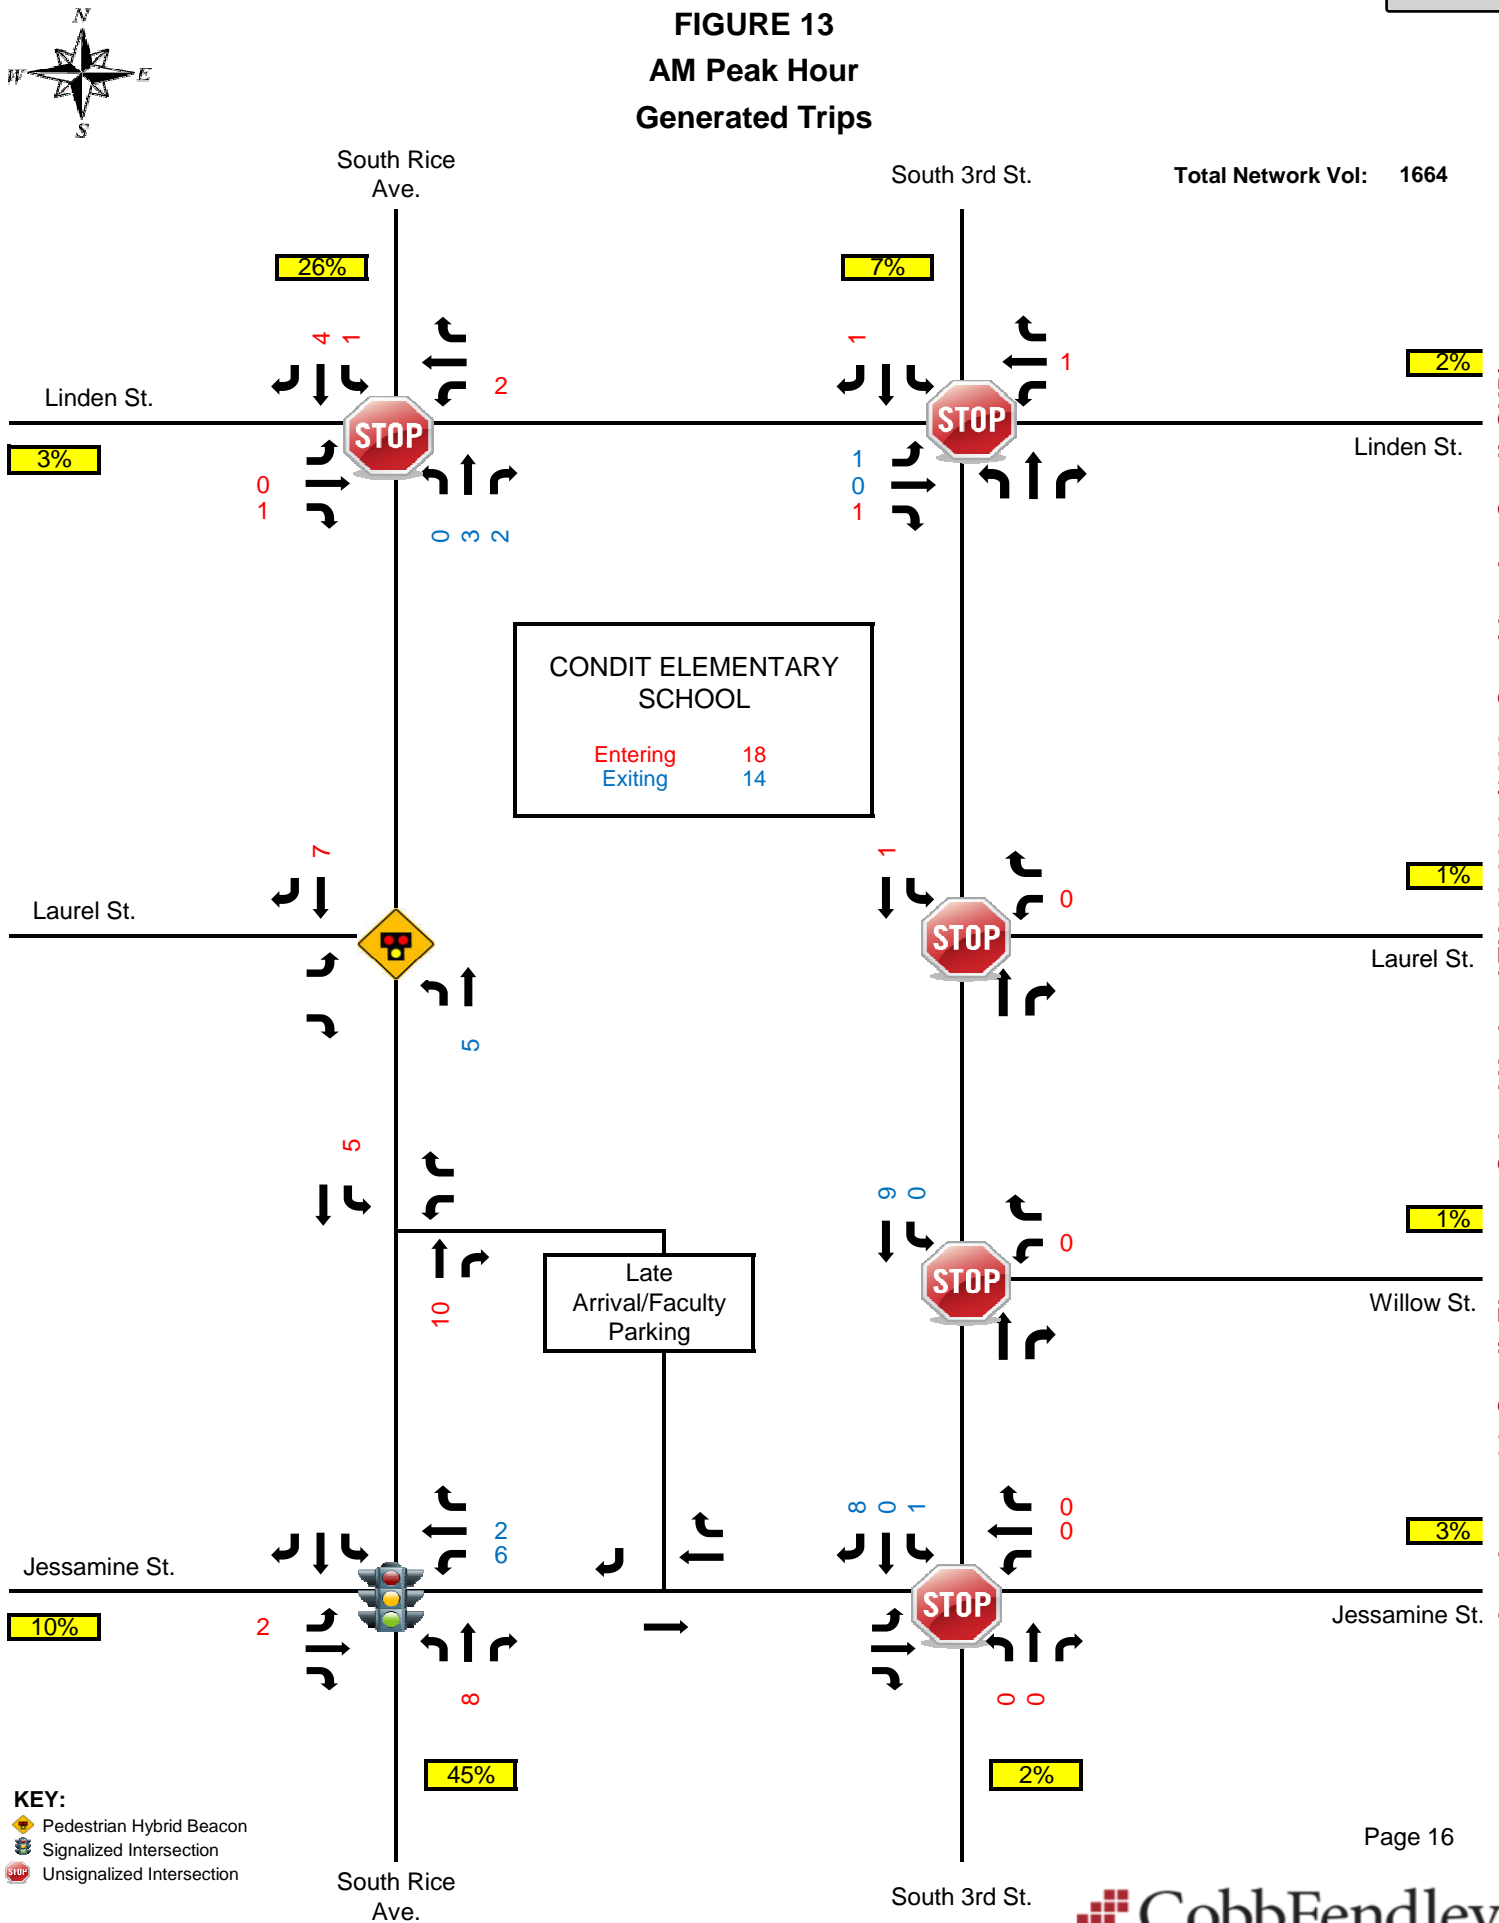 N
W E
S
FIGURE 13
AM Peak Hour
Generated Trips
South Rice
Ave.
South 3rd St.
Total Network Vol: 1664
26%
7%
4 1
2
1
1
2%
Linden St.
STOP
STOP
Linden St.
3%
0
1
0 3 2
1
0
1
CONDIT ELEMENTARY
SCHOOL
Entering 18
Exiting 14
7
1
0
1%
Laurel St.
STOP
Laurel St.
5
5
9 0
0
1%
10
Late
Arrival/Faculty
Parking
STOP
Willow St.
2
6
8 0 1
0
0
3%
Jessamine St.
STOP
Jessamine St.
10%
2
8
0 0
45%
2%
KEY:
Pedestrian Hybrid Beacon
Signalized Intersection
STOP Unsignalized Intersection
Page 16
South Rice
Ave.
South 3rd St.
CobbFendley